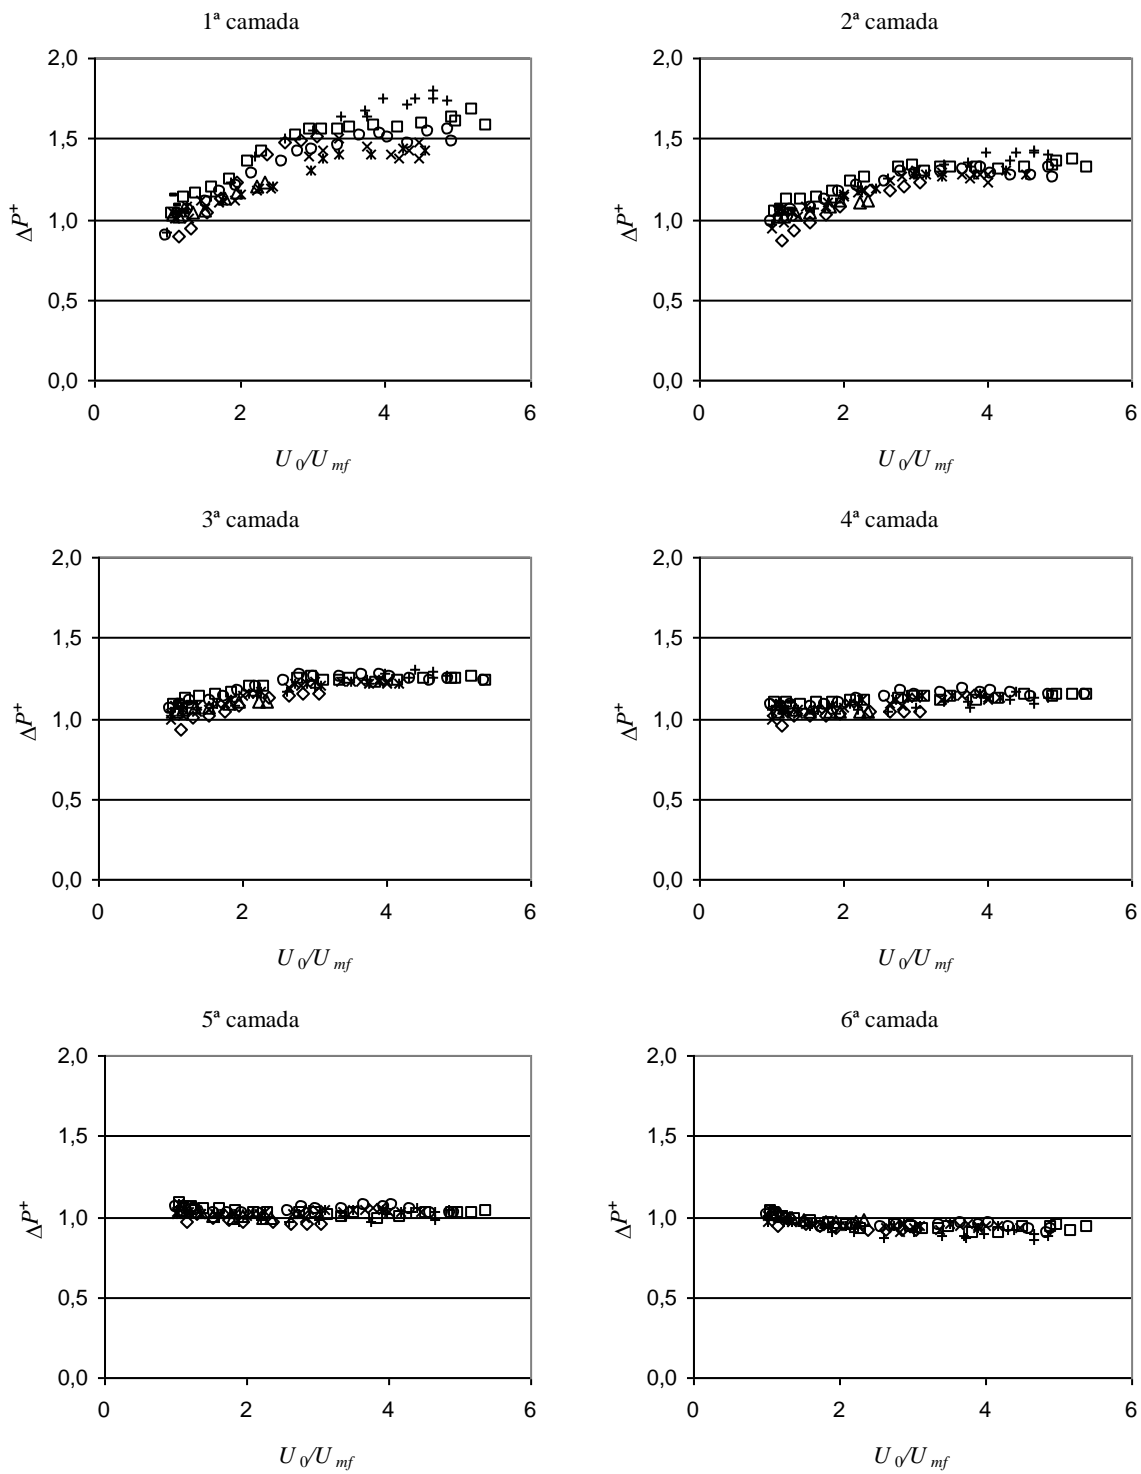 1ª camada
2,0
1,5
1,0
0,5
0,0
ΔP⁺
0 2 4 6
U₀/Uₘf
2ª camada
2,0
1,5
1,0
0,5
0,0
ΔP⁺
0 2 4 6
U₀/Uₘf
3ª camada
2,0
1,5
1,0
0,5
0,0
ΔP⁺
0 2 4 6
U₀/Uₘf
4ª camada
2,0
1,5
1,0
0,5
0,0
ΔP⁺
0 2 4 6
U₀/Uₘf
5ª camada
2,0
1,5
1,0
0,5
0,0
ΔP⁺
0 2 4 6
U₀/Uₘf
6ª camada
2,0
1,5
1,0
0,5
0,0
ΔP⁺
0 2 4 6
U₀/Uₘf